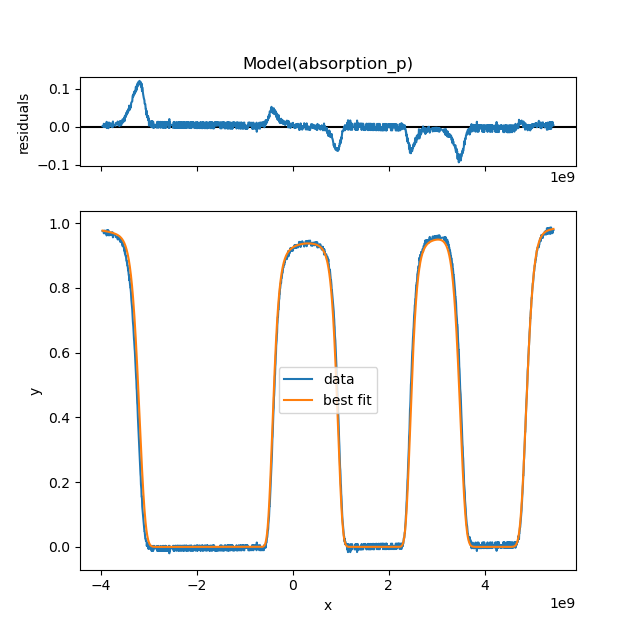 Model(absorption_p)
residuals
0.1
0.0
−0.1
1e9
y
1.0
0.8
0.6
0.4
0.2
0.0
data
best fit
−4
−2
0
2
4
x
1e9